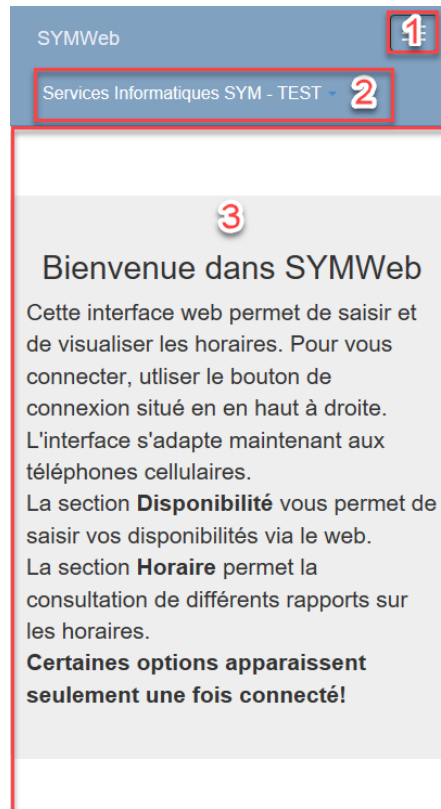 SYMWeb
1
Services Informatiques SYM - TEST
2
3
Bienvenue dans SYMWeb
Cette interface web permet de saisir et
de visualiser les horaires. Pour vous
connecter, utliser le bouton de
connexion situé en en haut à droite.
L'interface s'adapte maintenant aux
téléphones cellulaires.
La section Disponibilité vous permet de
saisir vos disponibilités via le web.
La section Horaire permet la
consultation de différents rapports sur
les horaires.
Certaines options apparaissent
seulement une fois connecté!